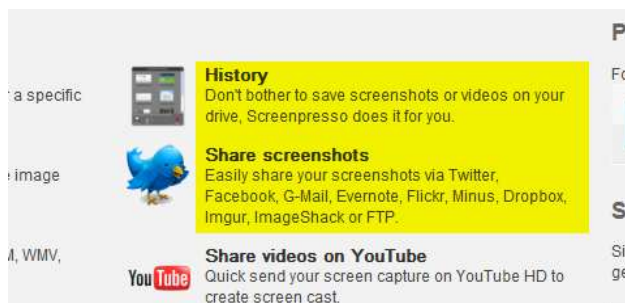 P
History
Fo
Don't bother to save screenshots or videos on your
a specific
drive, Screenpresso does it for you.
Share screenshots
image
Easily share your screenshots via Twitter,
Facebook, G-Mail, Evernote, Flickr, Minus, Dropbox,
Imgur, ImageShack or FTP.
S
M, WMV,
Share videos on YouTube
Si
YouTube
Quick send your screen capture on YouTube HD to
ge
create screen cast.